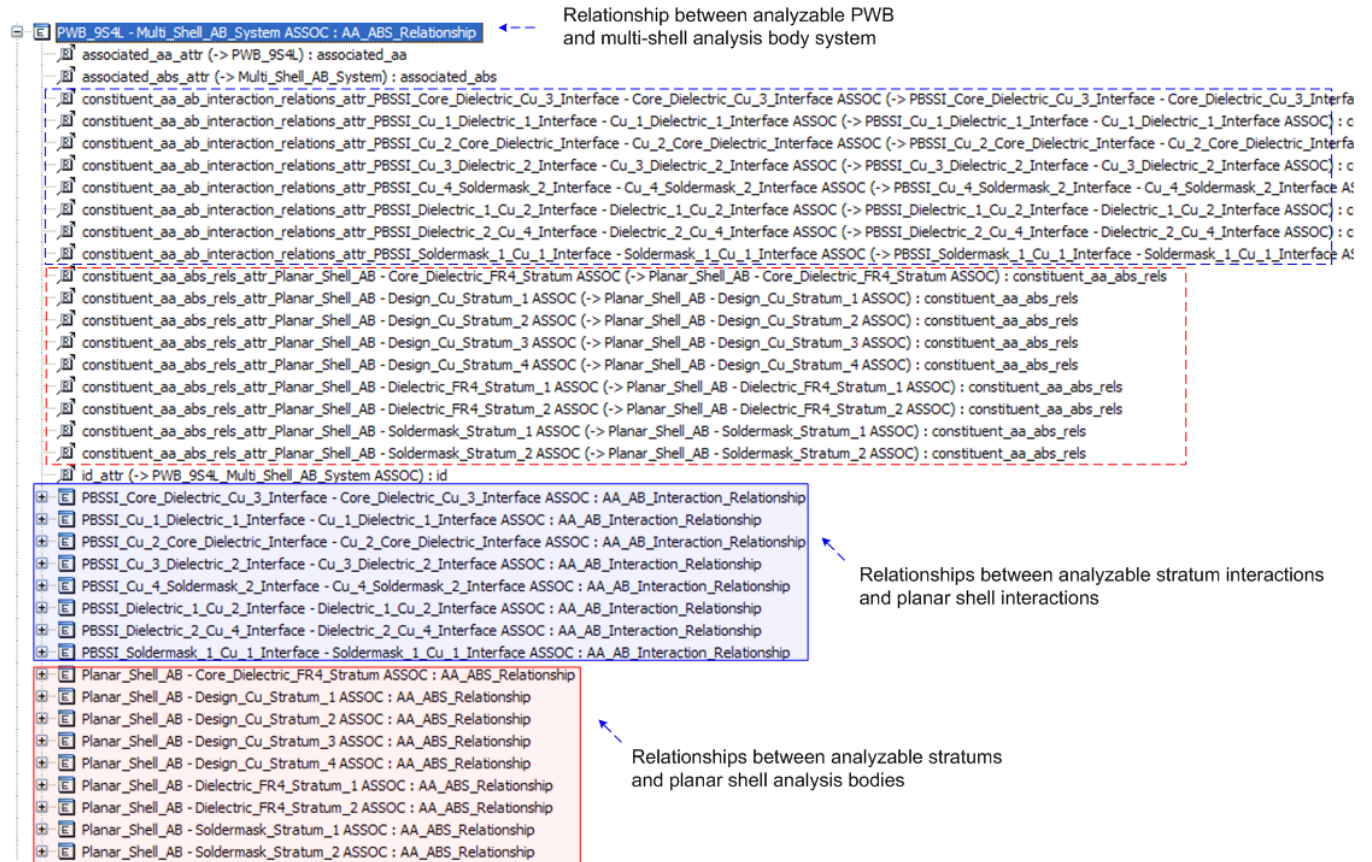 Relationship between analyzable PWB
and multi-shell analysis body system
PWB_9S4L - Multi_Shell_AB_System ASSOC : AA_ABS_Relationship
associated_aa_attr (-> PWB_9S4L) : associated_aa
associated_abs_attr (-> Multi_Shell_AB_System) : associated_abs
constituent_aa_ab_interaction_relations_attr_PBSSI_Core_Dielectric_Cu_3_Interface - Core_Dielectric_Cu_3_Interface ASSOC (-> PBSSI_Core_Dielectric_Cu_3_Interface - Core_Dielectric_Cu_3_Interfa
constituent_aa_ab_interaction_relations_attr_PBSSI_Cu_1_Dielectric_1_Interface - Cu_1_Dielectric_1_Interface ASSOC (-> PBSSI_Cu_1_Dielectric_1_Interface - Cu_1_Dielectric_1_Interface ASSOC) : c
constituent_aa_ab_interaction_relations_attr_PBSSI_Cu_2_Core_Dielectric_Interface - Cu_2_Core_Dielectric_Interface ASSOC (-> PBSSI_Cu_2_Core_Dielectric_Interface - Cu_2_Core_Dielectric_Interfa
constituent_aa_ab_interaction_relations_attr_PBSSI_Cu_3_Dielectric_2_Interface - Cu_3_Dielectric_2_Interface ASSOC (-> PBSSI_Cu_3_Dielectric_2_Interface - Cu_3_Dielectric_2_Interface ASSOC) : c
constituent_aa_ab_interaction_relations_attr_PBSSI_Cu_4_Soldermask_2_Interface - Cu_4_Soldermask_2_Interface ASSOC (-> PBSSI_Cu_4_Soldermask_2_Interface - Cu_4_Soldermask_2_Interface AS
constituent_aa_ab_interaction_relations_attr_PBSSI_Dielectric_1_Cu_2_Interface - Dielectric_1_Cu_2_Interface ASSOC (-> PBSSI_Dielectric_1_Cu_2_Interface - Dielectric_1_Cu_2_Interface ASSOC) : c
constituent_aa_ab_interaction_relations_attr_PBSSI_Dielectric_2_Cu_4_Interface - Dielectric_2_Cu_4_Interface ASSOC (-> PBSSI_Dielectric_2_Cu_4_Interface - Dielectric_2_Cu_4_Interface ASSOC) : c
constituent_aa_ab_interaction_relations_attr_PBSSI_Soldermask_1_Cu_1_Interface - Soldermask_1_Cu_1_Interface ASSOC (-> PBSSI_Soldermask_1_Cu_1_Interface - Soldermask_1_Cu_1_Interface AS
constituent_aa_abs_rels_attr_Planar_Shell_AB - Core_Dielectric_FR4_Stratum ASSOC (-> Planar_Shell_AB - Core_Dielectric_FR4_Stratum ASSOC) : constituent_aa_abs_rels
constituent_aa_abs_rels_attr_Planar_Shell_AB - Design_Cu_Stratum_1 ASSOC (-> Planar_Shell_AB - Design_Cu_Stratum_1 ASSOC) : constituent_aa_abs_rels
constituent_aa_abs_rels_attr_Planar_Shell_AB - Design_Cu_Stratum_2 ASSOC (-> Planar_Shell_AB - Design_Cu_Stratum_2 ASSOC) : constituent_aa_abs_rels
constituent_aa_abs_rels_attr_Planar_Shell_AB - Design_Cu_Stratum_3 ASSOC (-> Planar_Shell_AB - Design_Cu_Stratum_3 ASSOC) : constituent_aa_abs_rels
constituent_aa_abs_rels_attr_Planar_Shell_AB - Design_Cu_Stratum_4 ASSOC (-> Planar_Shell_AB - Design_Cu_Stratum_4 ASSOC) : constituent_aa_abs_rels
constituent_aa_abs_rels_attr_Planar_Shell_AB - Dielectric_FR4_Stratum_1 ASSOC (-> Planar_Shell_AB - Dielectric_FR4_Stratum_1 ASSOC) : constituent_aa_abs_rels
constituent_aa_abs_rels_attr_Planar_Shell_AB - Dielectric_FR4_Stratum_2 ASSOC (-> Planar_Shell_AB - Dielectric_FR4_Stratum_2 ASSOC) : constituent_aa_abs_rels
constituent_aa_abs_rels_attr_Planar_Shell_AB - Soldermask_Stratum_1 ASSOC (-> Planar_Shell_AB - Soldermask_Stratum_1 ASSOC) : constituent_aa_abs_rels
constituent_aa_abs_rels_attr_Planar_Shell_AB - Soldermask_Stratum_2 ASSOC (-> Planar_Shell_AB - Soldermask_Stratum_2 ASSOC) : constituent_aa_abs_rels
id_attr (-> PWB_9S4L_Multi_Shell_AB_System ASSOC) : id
PBSSI_Core_Dielectric_Cu_3_Interface - Core_Dielectric_Cu_3_Interface ASSOC : AA_AB_Interaction_Relationship
PBSSI_Cu_1_Dielectric_1_Interface - Cu_1_Dielectric_1_Interface ASSOC : AA_AB_Interaction_Relationship
PBSSI_Cu_2_Core_Dielectric_Interface - Cu_2_Core_Dielectric_Interface ASSOC : AA_AB_Interaction_Relationship
PBSSI_Cu_3_Dielectric_2_Interface - Cu_3_Dielectric_2_Interface ASSOC : AA_AB_Interaction_Relationship
PBSSI_Cu_4_Soldermask_2_Interface - Cu_4_Soldermask_2_Interface ASSOC : AA_AB_Interaction_Relationship
PBSSI_Dielectric_1_Cu_2_Interface - Dielectric_1_Cu_2_Interface ASSOC : AA_AB_Interaction_Relationship
PBSSI_Dielectric_2_Cu_4_Interface - Dielectric_2_Cu_4_Interface ASSOC : AA_AB_Interaction_Relationship
PBSSI_Soldermask_1_Cu_1_Interface - Soldermask_1_Cu_1_Interface ASSOC : AA_AB_Interaction_Relationship
Relationships between analyzable stratum interactions
and planar shell interactions
Planar_Shell_AB - Core_Dielectric_FR4_Stratum ASSOC : AA_ABS_Relationship
Planar_Shell_AB - Design_Cu_Stratum_1 ASSOC : AA_ABS_Relationship
Planar_Shell_AB - Design_Cu_Stratum_2 ASSOC : AA_ABS_Relationship
Planar_Shell_AB - Design_Cu_Stratum_3 ASSOC : AA_ABS_Relationship
Planar_Shell_AB - Design_Cu_Stratum_4 ASSOC : AA_ABS_Relationship
Planar_Shell_AB - Dielectric_FR4_Stratum_1 ASSOC : AA_ABS_Relationship
Planar_Shell_AB - Dielectric_FR4_Stratum_2 ASSOC : AA_ABS_Relationship
Planar_Shell_AB - Soldermask_Stratum_1 ASSOC : AA_ABS_Relationship
Planar_Shell_AB - Soldermask_Stratum_2 ASSOC : AA_ABS_Relationship
Relationships between analyzable stratums
and planar shell analysis bodies